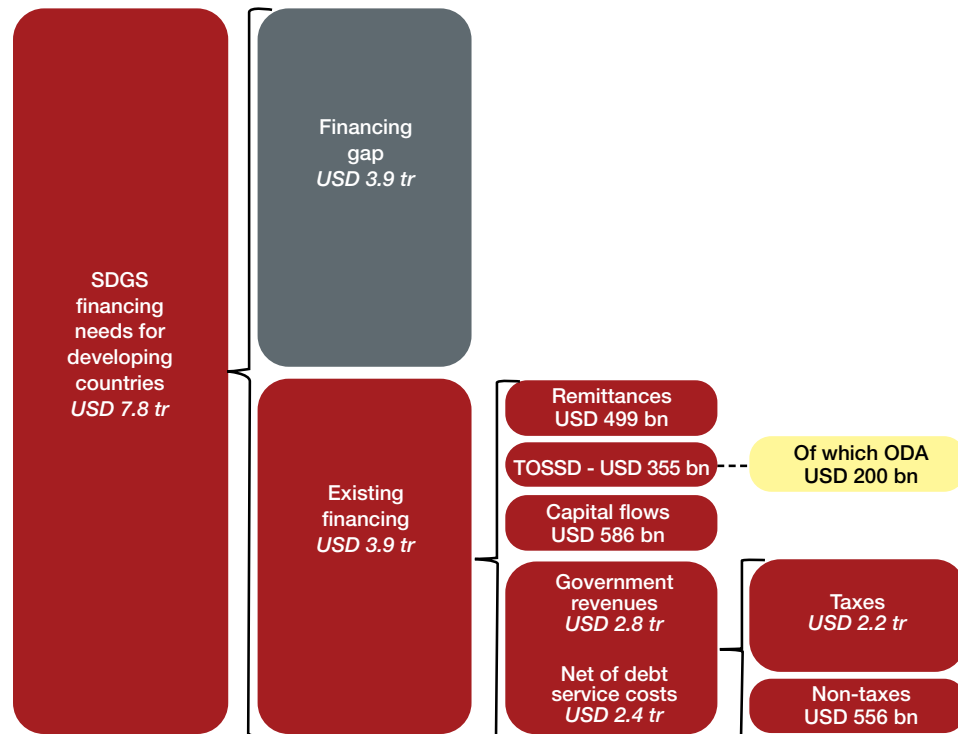 SDGS
financing
needs for
developing
countries
USD 7.8 tr
Financing
gap
USD 3.9 tr
Existing
financing
USD 3.9 tr
Remittances
USD 499 bn
TOSSD - USD 355 bn
Of which ODA
USD 200 bn
Capital flows
USD 586 bn
Government
revenues
USD 2.8 tr
Net of debt
service costs
USD 2.4 tr
Taxes
USD 2.2 tr
Non-taxes
USD 556 bn